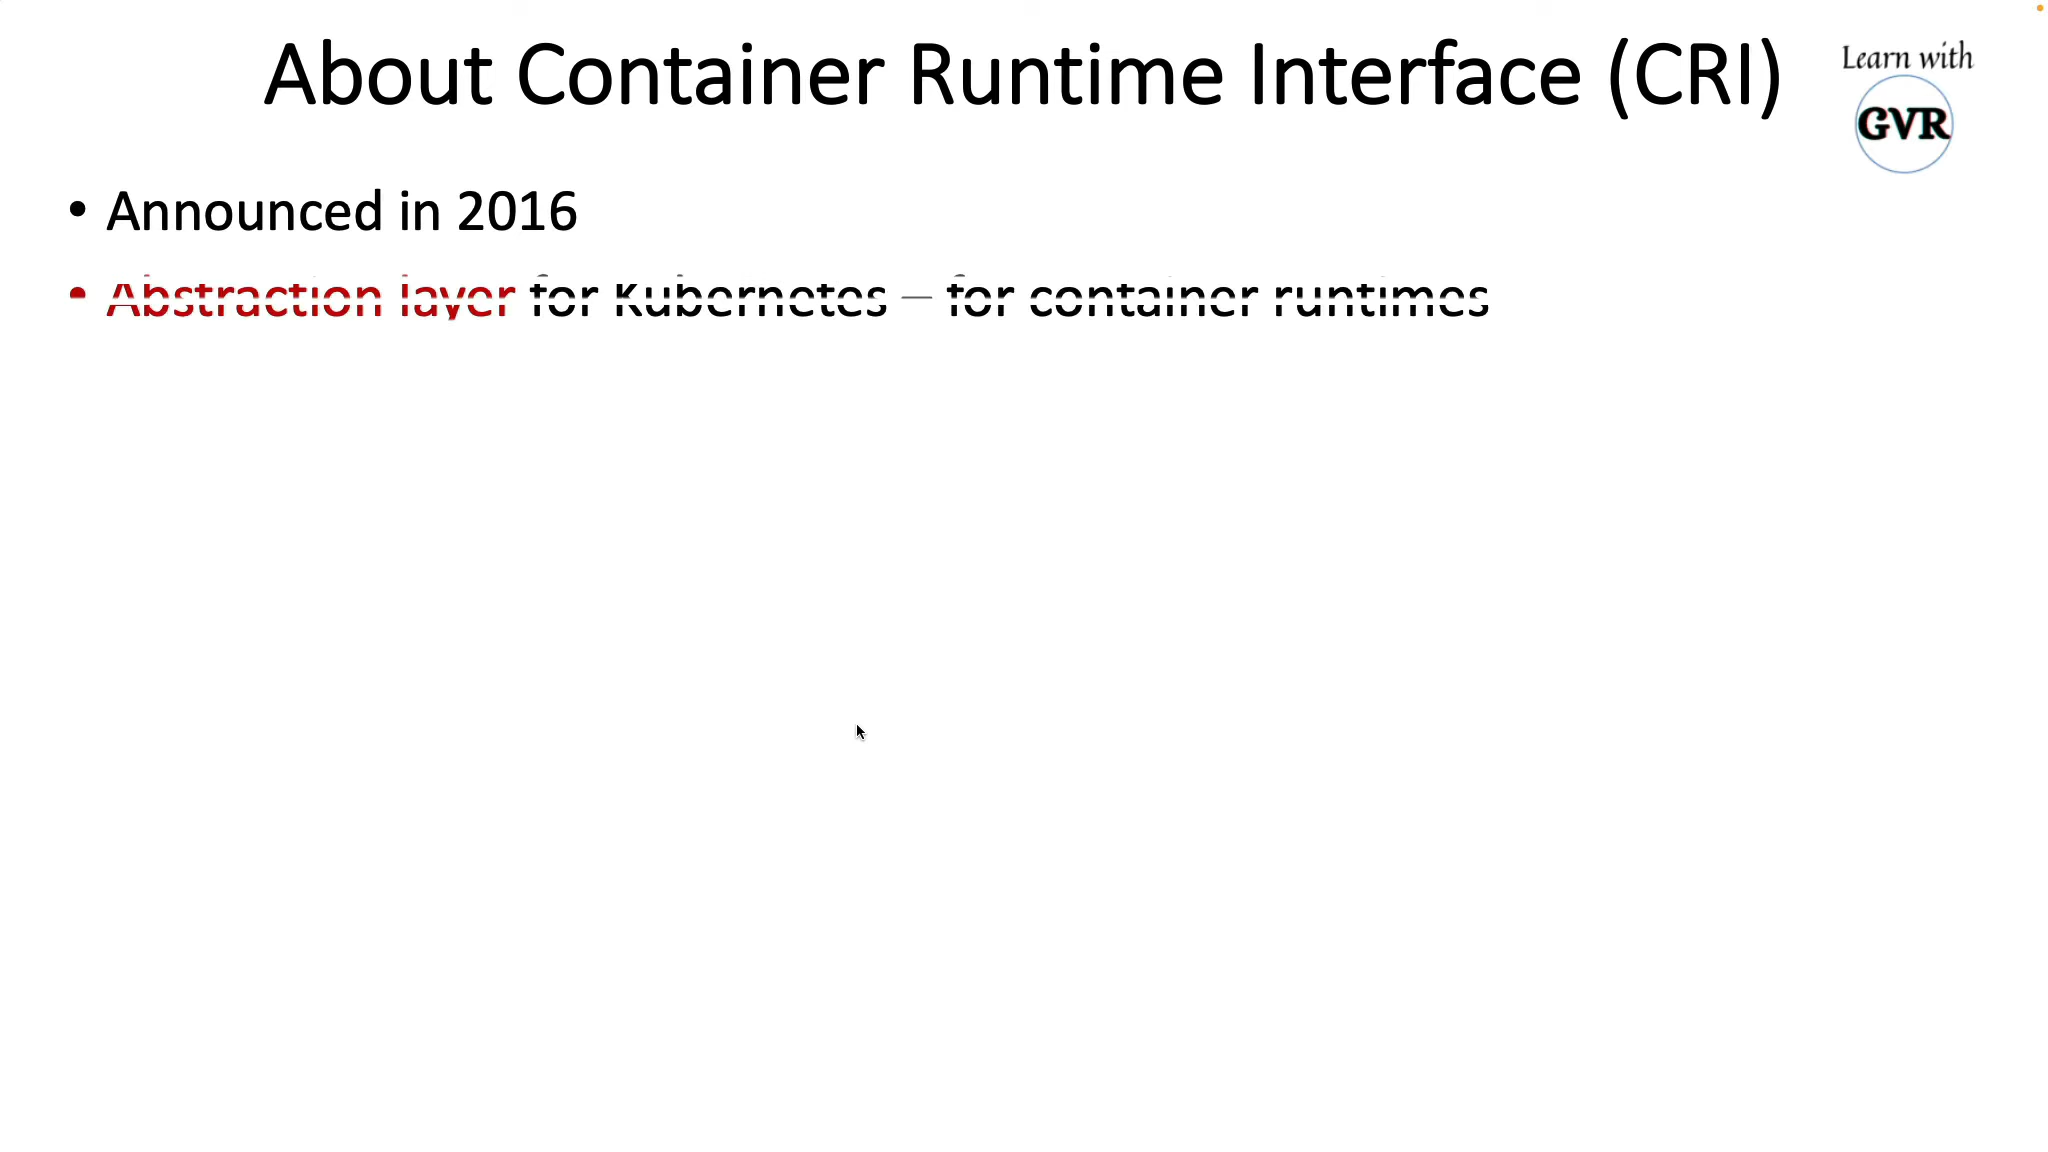 About Container Runtime Interface (CRI)
Learn with
GVR
• Announced in 2016
• Abstraction layer for Kubernetes – for container runtimes